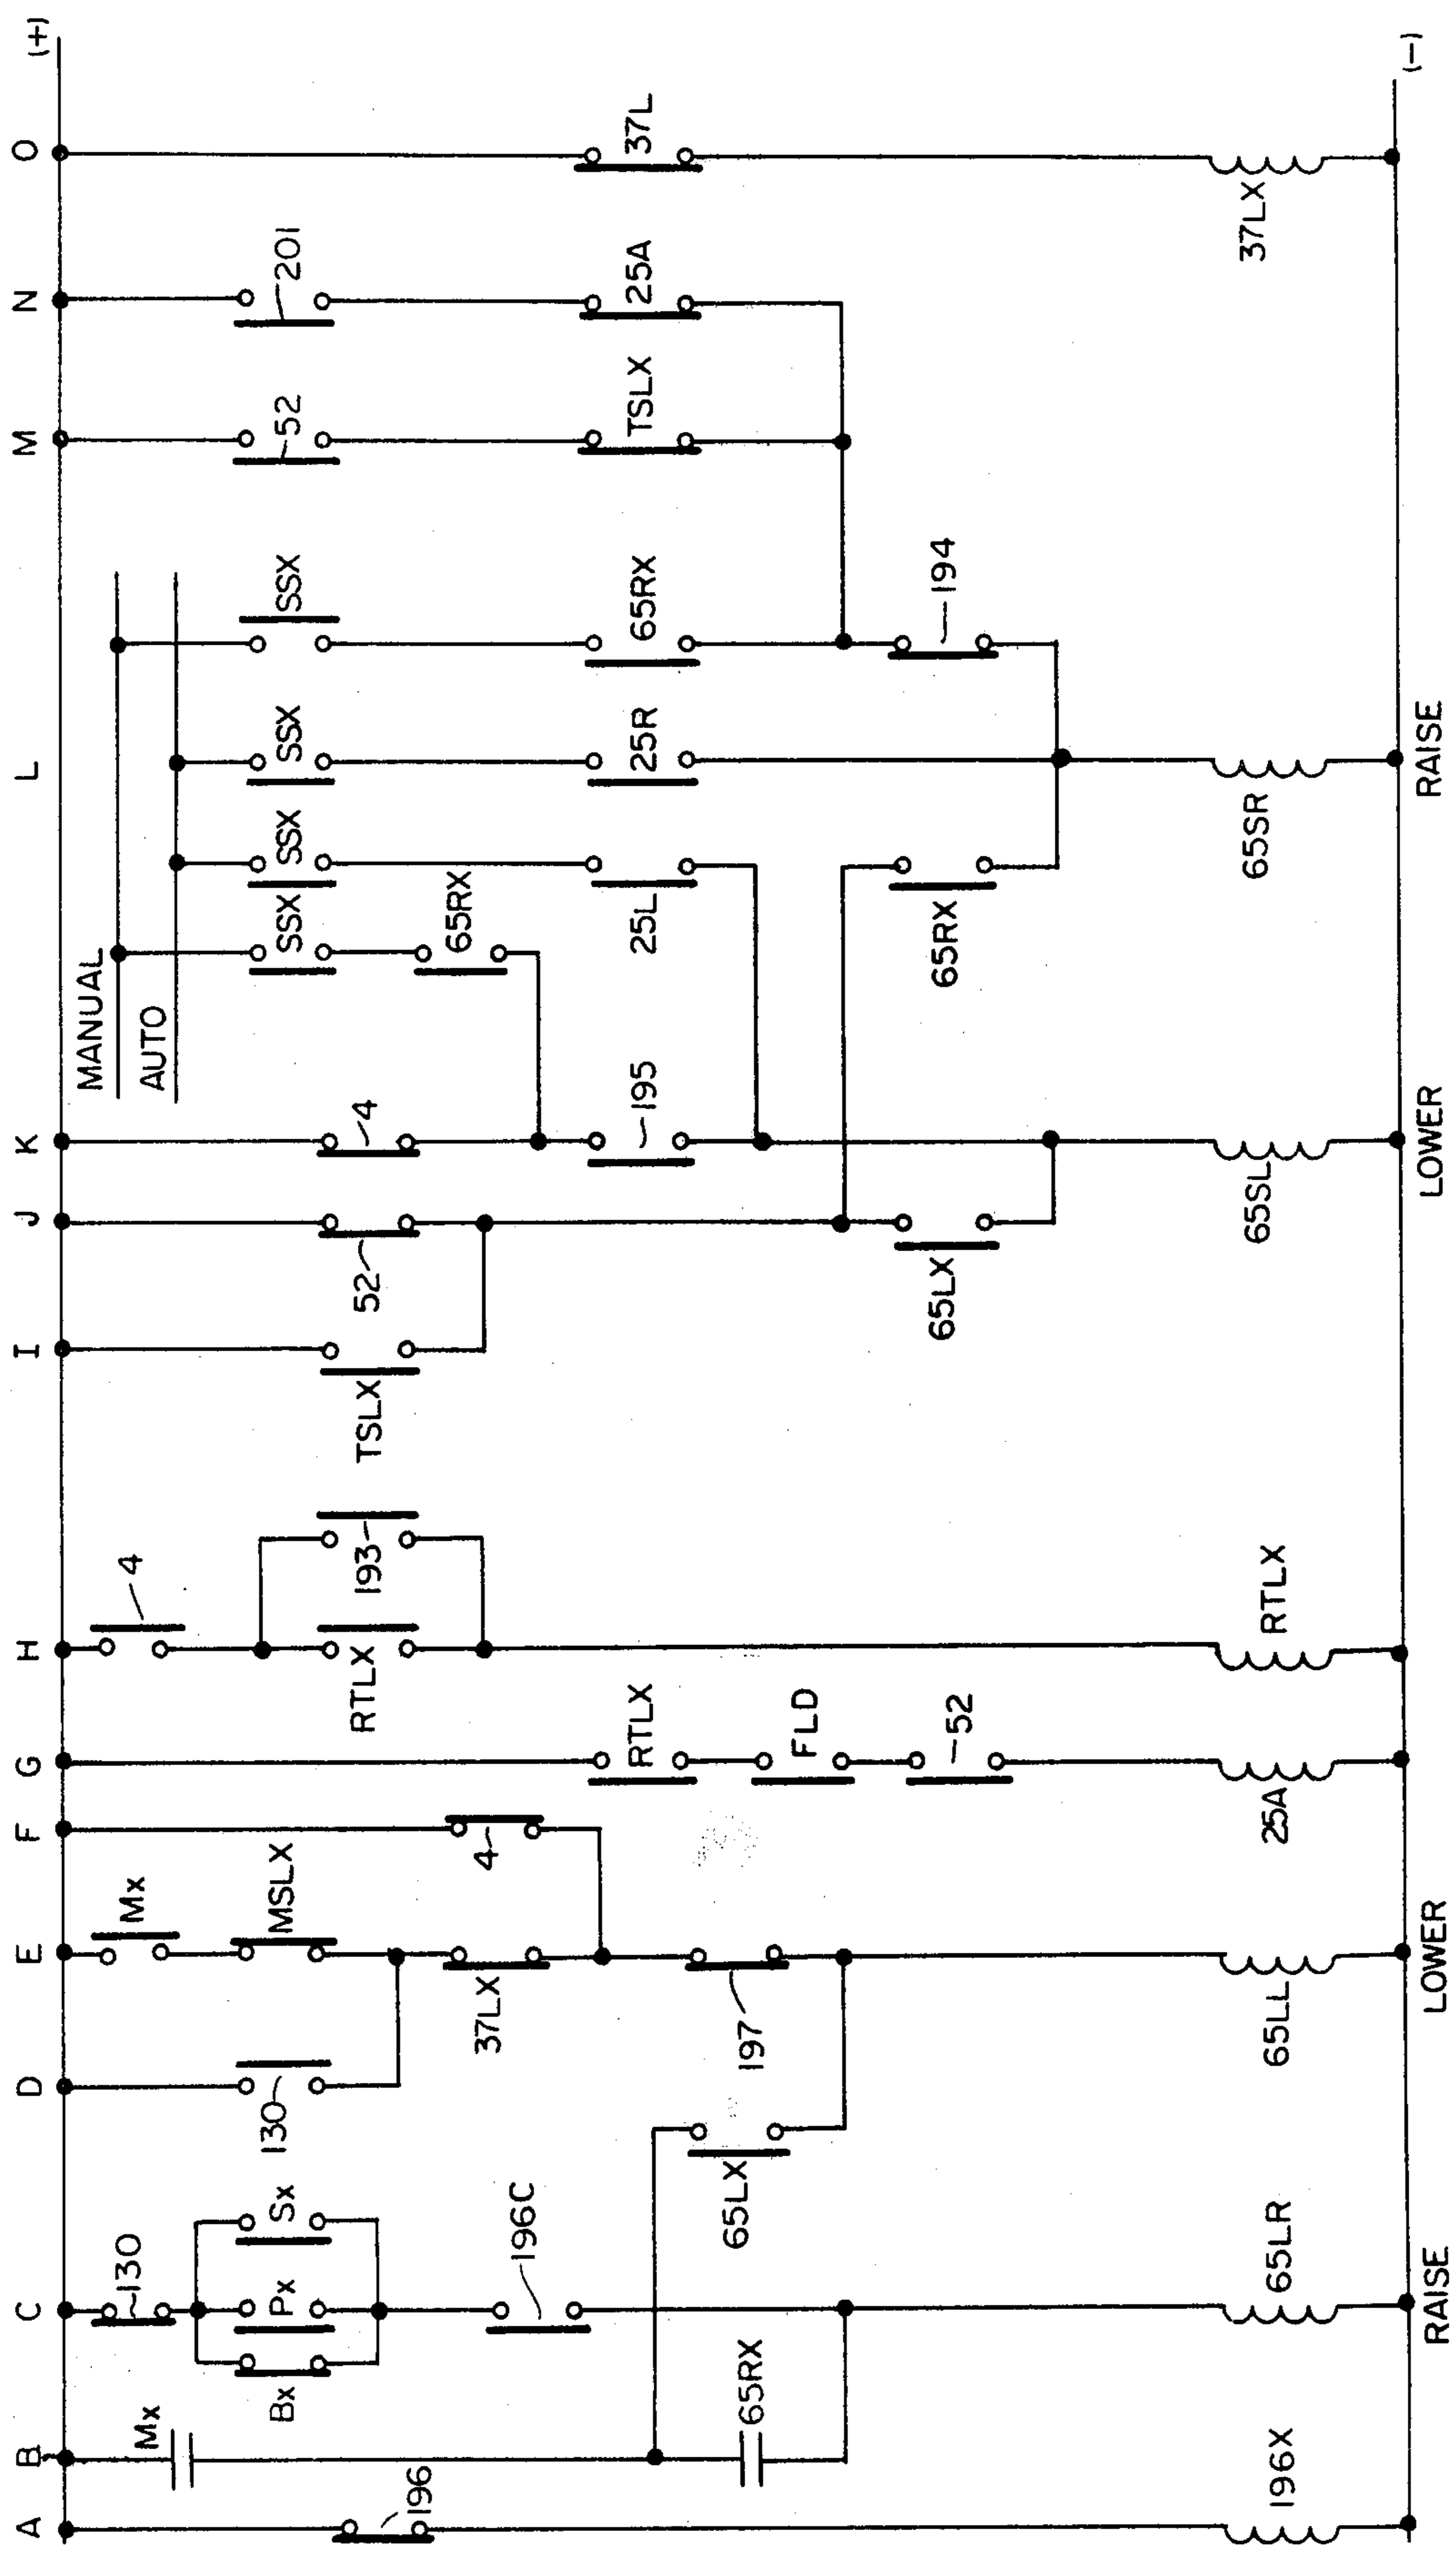 (+)
A
B
C
D
E
F
G
H
I
J
K
L
M
N
O
MANUAL
AUTO
Mx
130
Mx
4
Bx
Px
Sx
130
MSLX
SSX
SSX
SSX
SSX
52
201
196
RTLX
193
TSLX
52
4
65RX
196C
37LX
4
RTLX
195
25L
25R
65RX
TSLX
25A
37L
65RX
65LX
197
FLD
52
65LX
65RX
194
196X
65LR
65LL
25A
RTLX
65SL
65SR
37LX
(-)
RAISE
LOWER
LOWER
RAISE